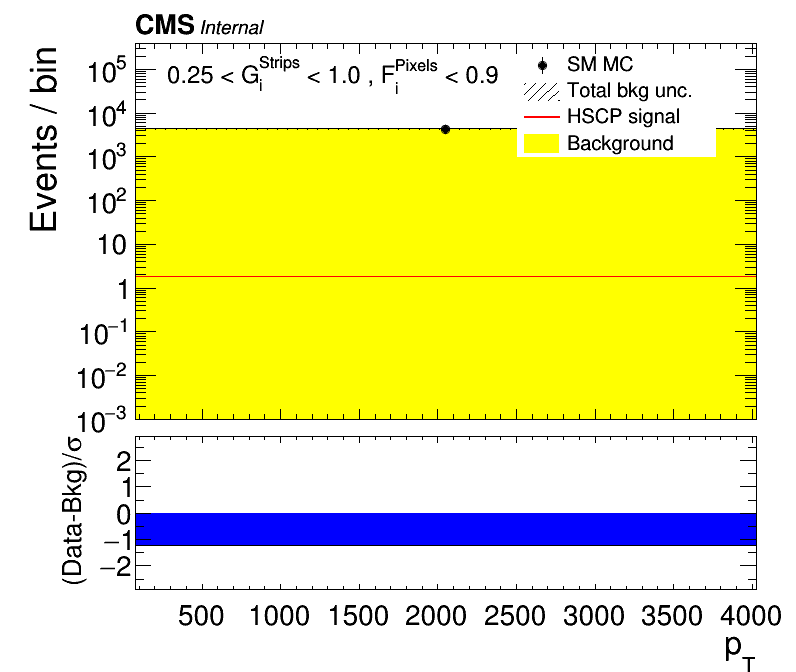 CMS Internal
0.25 < G_i^Strips < 1.0 , F_i^Pixels < 0.9
SM MC
Total bkg unc.
HSCP signal
Background
Events / bin
10^5
10^4
10^3
10^2
10
1
10^−1
10^−2
10^−3
(Data-Bkg)/σ
2
1
0
−1
−2
500 1000 1500 2000 2500 3000 3500 4000
p_T